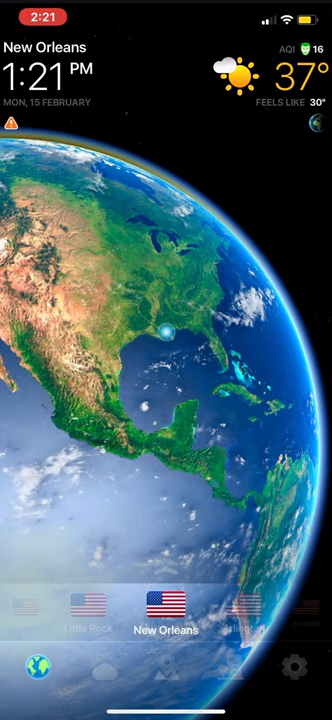 2:21
New Orleans
AQI 16
1:21 PM
37°
MON, 15 FEBRUARY
FEELS LIKE 30°
Little Rock
New Orleans